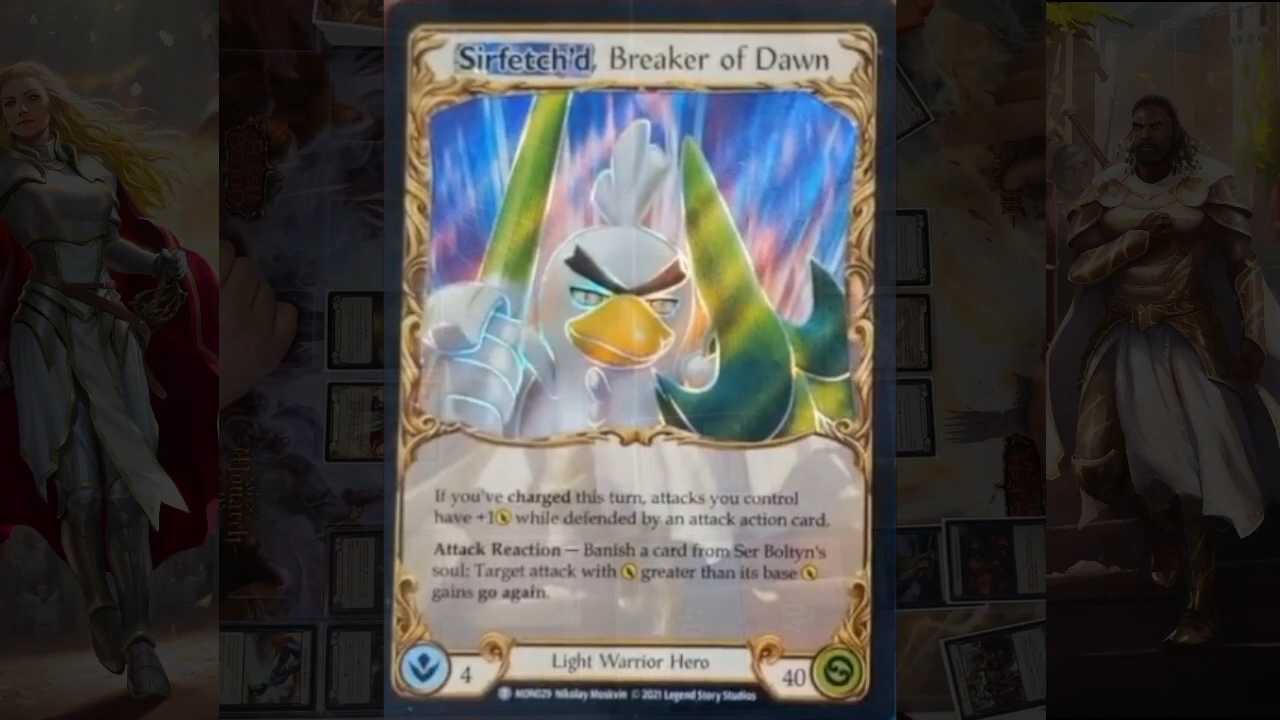 Sirfetch'd, Breaker of Dawn
If you've charged this turn, attacks you control
have +1 while defended by an attack action card.
Attack Reaction — Banish a card from Ser Boltyn's
soul: Target attack with greater than its base
gains go again.
Light Warrior Hero
4
40
MON029 Nikolay Moskvin © 2021 Legend Story Studios
Monarch